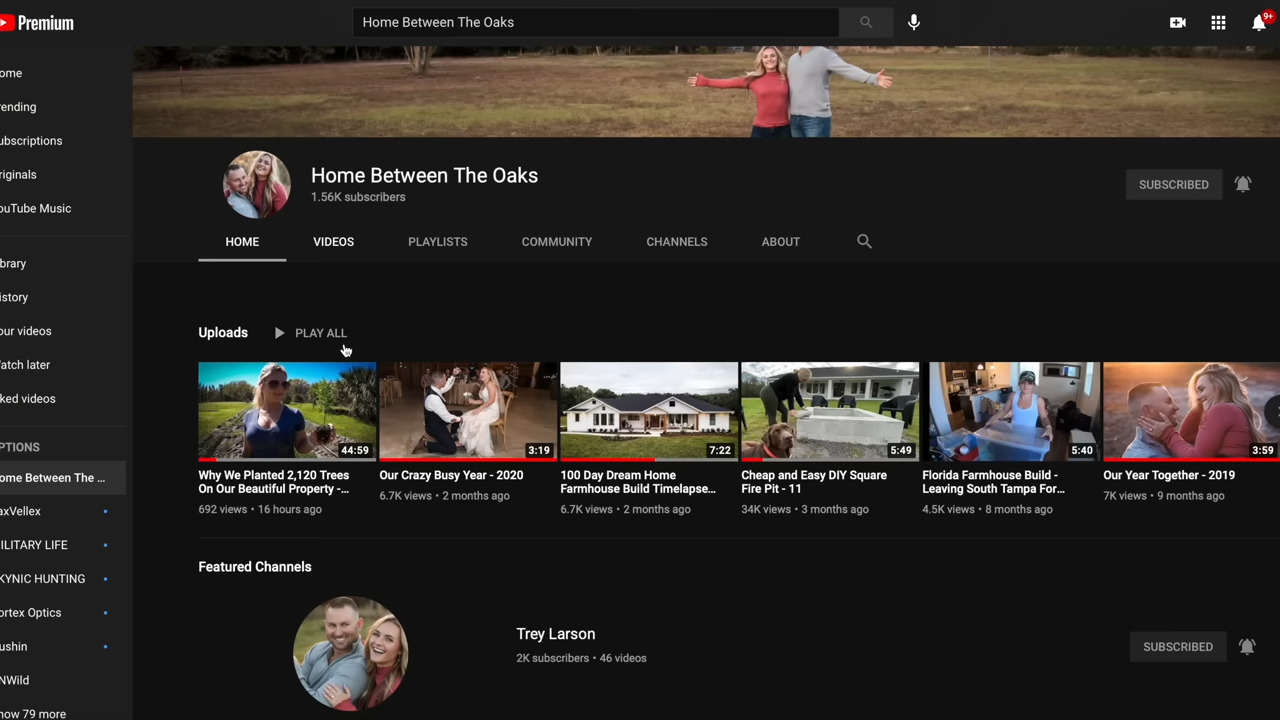 Premium
Home Between The Oaks
9+
ome
ending
ubscriptions
riginals
ouTube Music
brary
istory
our videos
atch later
ked videos
PTIONS
ome Between The ...
axVellex
ILITARY LIFE
KYNIC HUNTING
ortex Optics
ushin
NWild
how 79 more
Home Between The Oaks
1.56K subscribers
SUBSCRIBED
HOME
VIDEOS
PLAYLISTS
COMMUNITY
CHANNELS
ABOUT
Uploads
PLAY ALL
44:59
Why We Planted 2,120 Trees
On Our Beautiful Property -...
692 views • 16 hours ago
3:19
Our Crazy Busy Year - 2020
6.7K views • 2 months ago
7:22
100 Day Dream Home
Farmhouse Build Timelapse...
6.7K views • 2 months ago
5:49
Cheap and Easy DIY Square
Fire Pit - 11
34K views • 3 months ago
5:40
Florida Farmhouse Build -
Leaving South Tampa For...
4.5K views • 8 months ago
3:59
Our Year Together - 2019
7K views • 9 months ago
Featured Channels
Trey Larson
2K subscribers • 46 videos
SUBSCRIBED